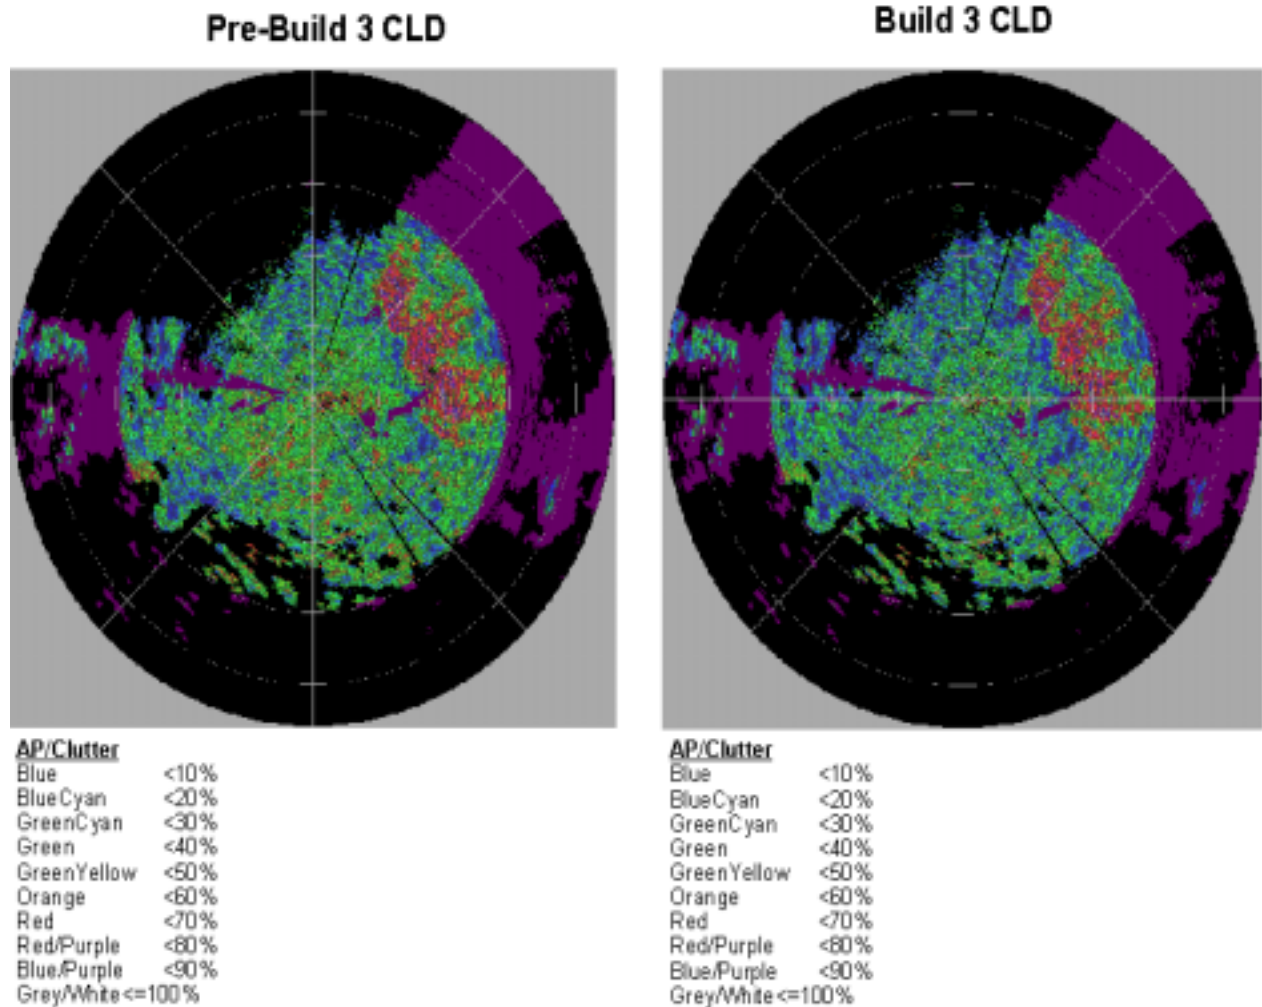 Pre-Build 3 CLD
Build 3 CLD
AP/Clutter
Blue <10%
BlueCyan <20%
GreenCyan <30%
Green <40%
GreenYellow <50%
Orange <60%
Red <70%
Red/Purple <80%
Blue/Purple <90%
Grey/White<=100%
AP/Clutter
Blue <10%
BlueCyan <20%
GreenCyan <30%
Green <40%
GreenYellow <50%
Orange <60%
Red <70%
Red/Purple <80%
Blue/Purple <90%
Grey/White<=100%